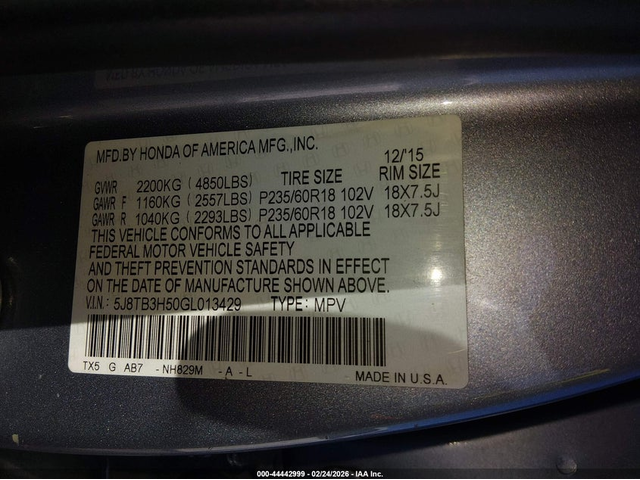 MFD.BY HONDA OF AMERICA MFG.,INC.
12/'15
GVWR 2200KG ( 4850LBS) TIRE SIZE RIM SIZE
GAWR F 1160KG ( 2557LBS) P235/60R18 102V 18X7.5J
GAWR R 1040KG ( 2293LBS) P235/60R18 102V 18X7.5J
THIS VEHICLE CONFORMS TO ALL APPLICABLE
FEDERAL MOTOR VEHICLE SAFETY
AND THEFT PREVENTION STANDARDS IN EFFECT
ON THE DATE OF MANUFACTURE SHOWN ABOVE.
V.I.N: 5J8TB3H50GL013429 TYPE: MPV
TX5 G AB7 - NH829M - A - L
MADE IN U.S.A.
000-44442999 - 02/24/2026 - IAA Inc.